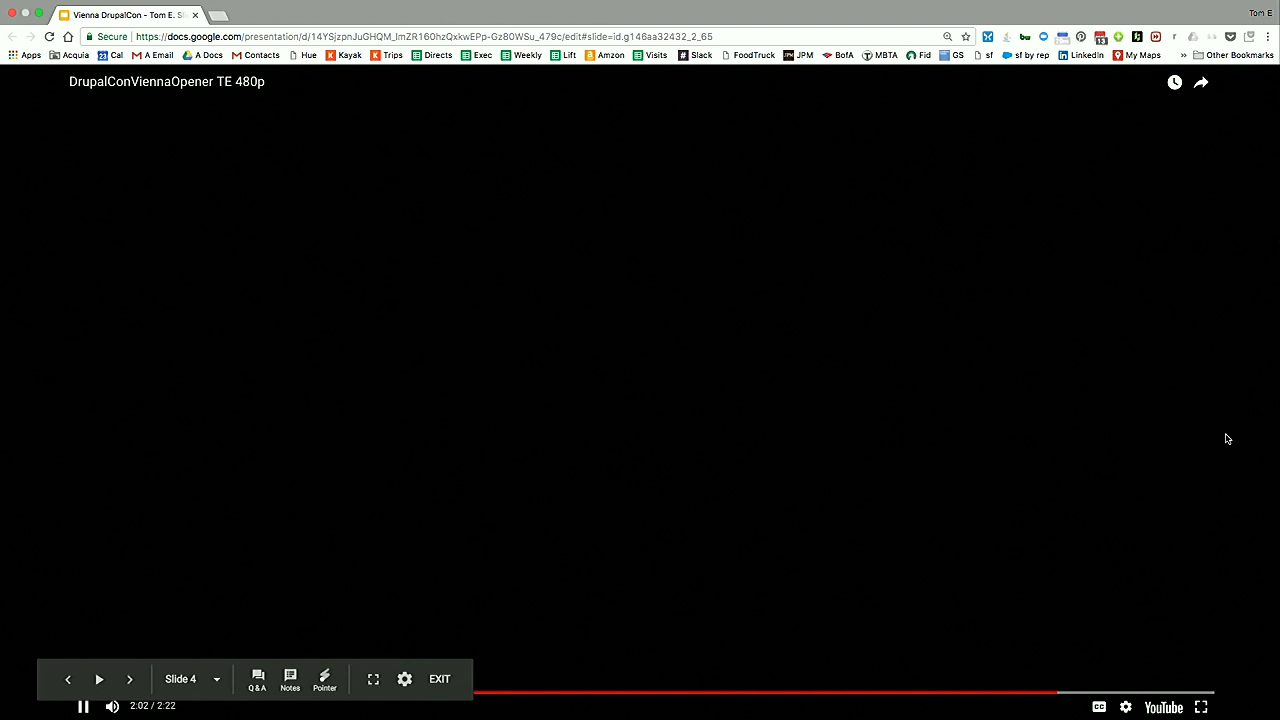 Vienna DrupalCon - Tom E. Sl
Tom E
Secure https://docs.google.com/presentation/d/14YSjzpnJuGHQM_lmZR160hzQxkwEPp-Gz80WSu_479c/edit#slide=id.g146aa32432_2_65
Apps Acquia Cal A Email A Docs Contacts Hue Kayak Trips Directs Exec Weekly Lift Amzon Visits Slack FoodTruck JPM BofA MBTA Fid GS sf sf by rep LinkedIn My Maps » Other Bookmarks
DrupalConViennaOpener TE 480p
Slide 4 Q&A Notes Pointer EXIT
2:02 / 2:22 CC YouTube